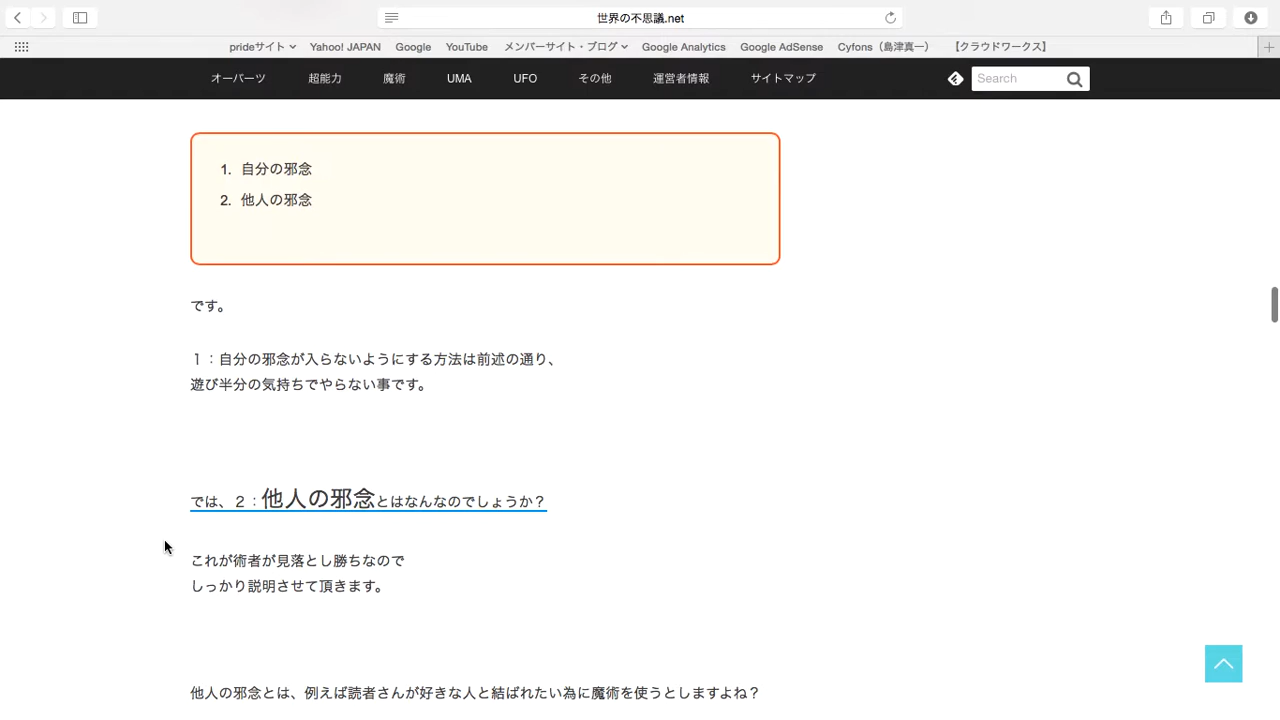 世界の不思議.net
prideサイト Yahoo! JAPAN Google YouTube メンバーサイト・ブログ Google Analytics Google AdSense Cyfons（島津真一） 【クラウドワークス】
オーパーツ 超能力 魔術 UMA UFO その他 運営者情報 サイトマップ Search
1. 自分の邪念
2. 他人の邪念
です。
１：自分の邪念が入らないようにする方法は前述の通り、
遊び半分の気持ちでやらない事です。
では、２：他人の邪念とはなんなのでしょうか？
これが術者が見落とし勝ちなので
しっかり説明させて頂きます。
他人の邪念とは、例えば読者さんが好きな人と結ばれたい為に魔術を使うとしますよね？